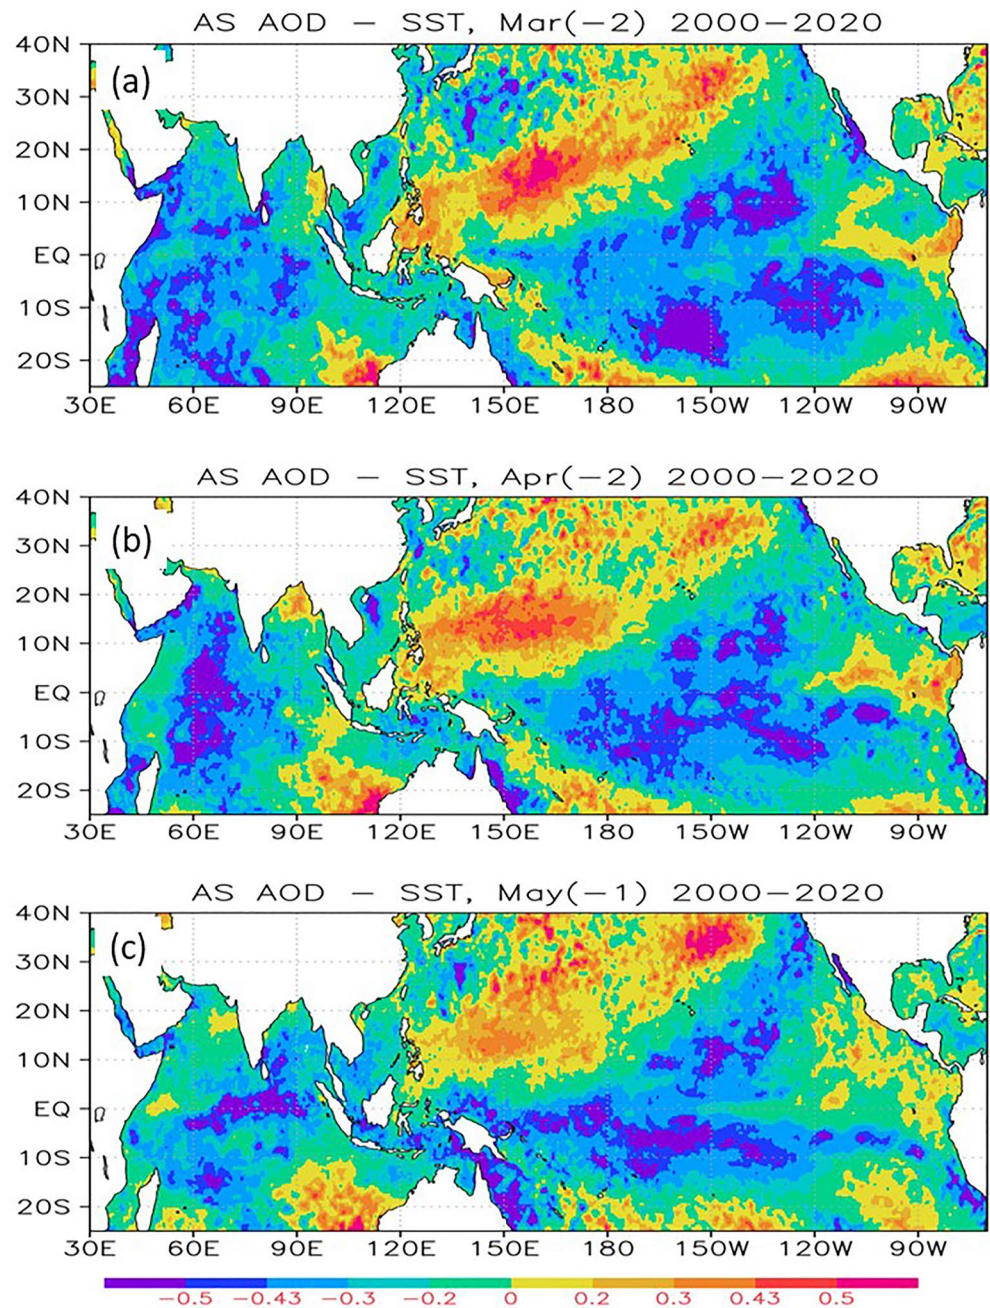 AS AOD − SST, Mar(−2) 2000−2020
40N
(a)
30N
20N
10N
EQ
10S
20S
30E 60E 90E 120E 150E 180 150W 120W 90W
AS AOD − SST, Apr(−2) 2000−2020
40N
(b)
30N
20N
10N
EQ
10S
20S
30E 60E 90E 120E 150E 180 150W 120W 90W
AS AOD − SST, May(−1) 2000−2020
40N
(c)
30N
20N
10N
EQ
10S
20S
30E 60E 90E 120E 150E 180 150W 120W 90W
−0.5 −0.43 −0.3 −0.2 0 0.2 0.3 0.43 0.5